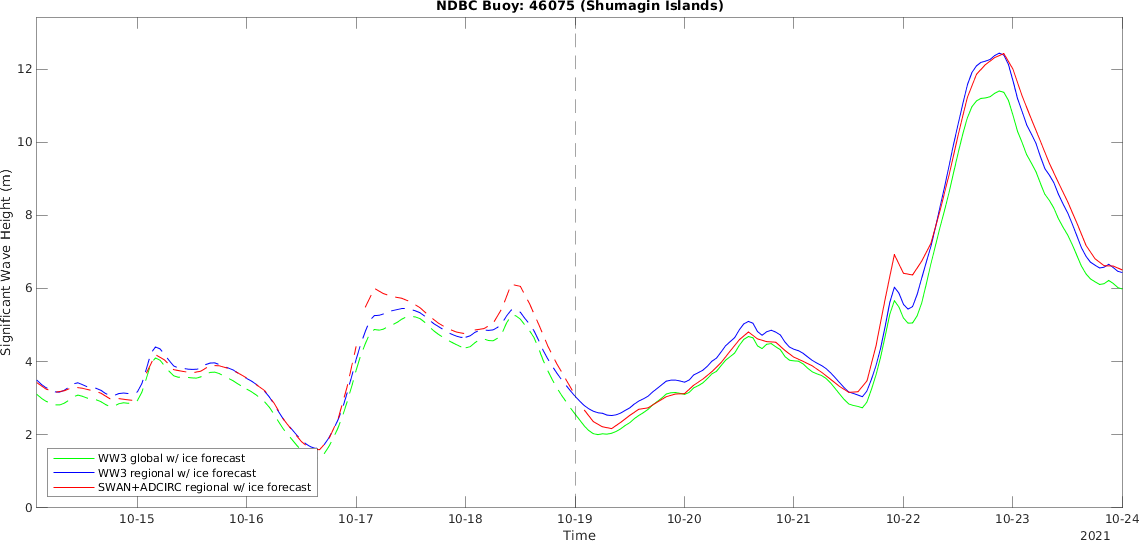 NDBC Buoy: 46075 (Shumagin Islands)
Significant Wave Height (m)
12
10
8
6
4
2
0
WW3 global w/ ice forecast
WW3 regional w/ ice forecast
SWAN+ADCIRC regional w/ ice forecast
10-15 10-16 10-17 10-18 10-19 10-20 10-21 10-22 10-23 10-24
Time
2021